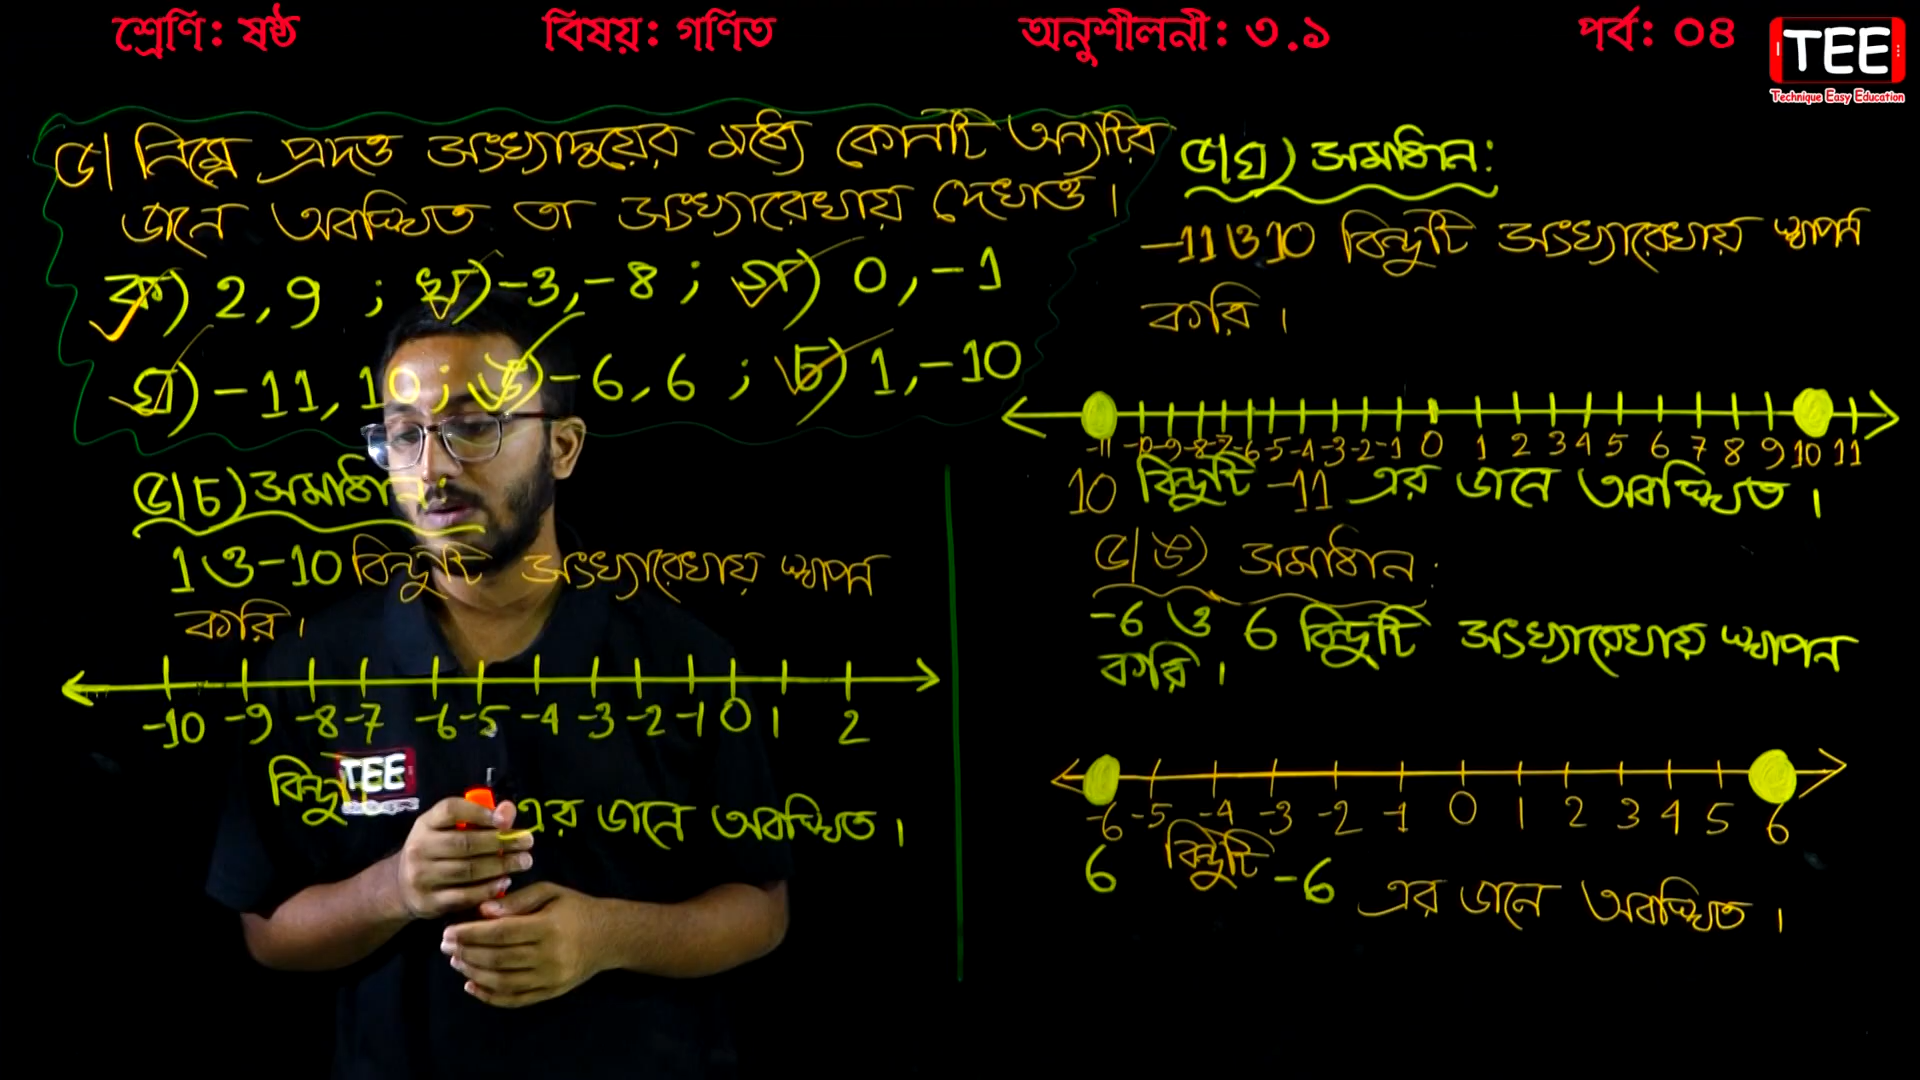 শ্রেণি: ষষ্ঠ বিষয়: গণিত অনুশীলনী: ৩.১ পর্ব: ০৪
TEE
Technique Easy Education
৫| নিম্নে প্রদত্ত সংখ্যাদ্বয়ের মধ্যে কোনটি অন্যটির
ডানে অবস্থিত তা সংখ্যারেখায় দেখাও।
ক) 2, 9 ; খ) -3, -8 ; গ) 0, -1
ঘ) -11, 10 ; ঙ) -6, 6 ; চ) 1, -10
৫|চ) সমাধান:
1 ও -10 বিন্দুটি সংখ্যারেখায় স্থাপন
করি।
-10 -9 -8 -7 -6 -5 -4 -3 -2 -1 0 1 2
বিন্দুটি এর ডানে অবস্থিত।
TEE
৫|ঘ) সমাধান:
-11 ও 10 বিন্দুটি সংখ্যারেখায় স্থাপন
করি।
-11 -10 -9 -8 -7 -6 -5 -4 -3 -2 -1 0 1 2 3 4 5 6 7 8 9 10 11
10 বিন্দুটি -11 এর ডানে অবস্থিত।
৫|ঙ) সমাধান:
-6 ও 6 বিন্দুটি সংখ্যারেখায় স্থাপন
করি।
-6 -5 -4 -3 -2 -1 0 1 2 3 4 5 6
6 বিন্দুটি -6 এর ডানে অবস্থিত।